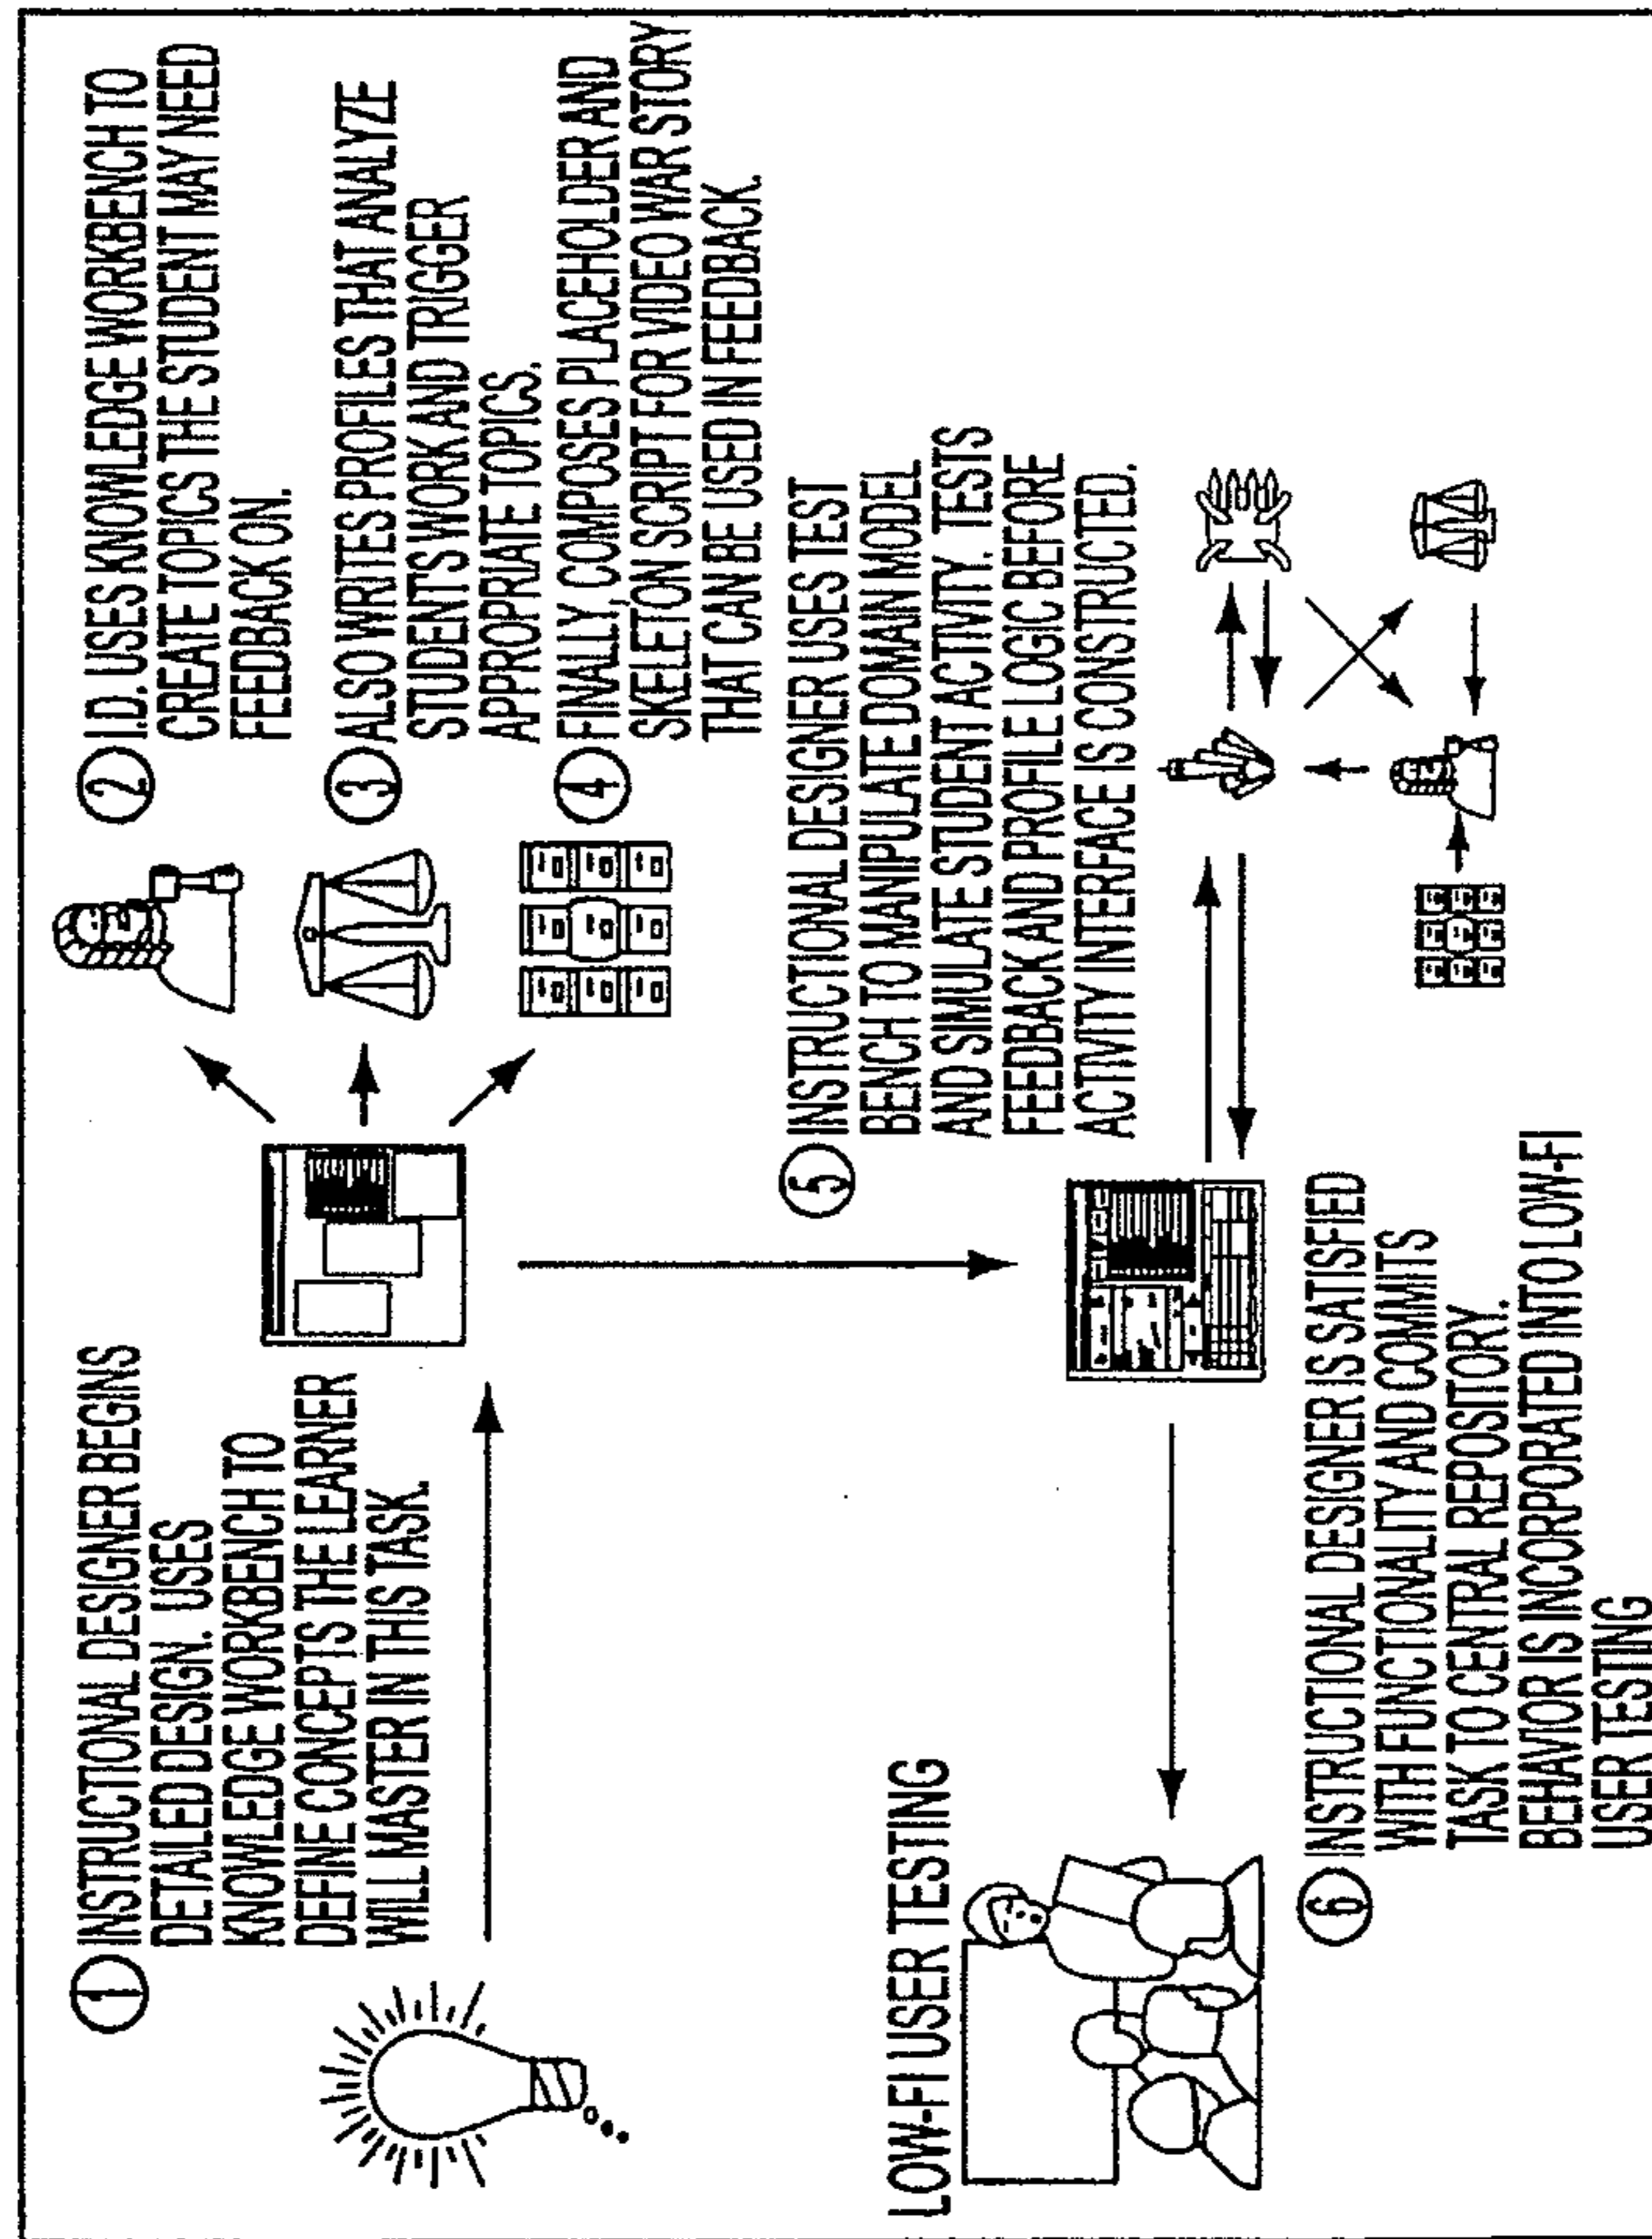 1 INSTRUCTIONAL DESIGNER BEGINS
DETAILED DESIGN. USES
KNOWLEDGE WORKBENCH TO
DEFINE CONCEPTS THE LEARNER
WILL MASTER IN THIS TASK.
2 I.D. USES KNOWLEDGE WORKBENCH TO
CREATE TOPICS THE STUDENT MAY NEED
FEEDBACK ON.
3 ALSO WRITES PROFILES THAT ANALYZE
STUDENTS WORK AND TRIGGER
APPROPRIATE TOPICS.
4 FINALLY, COMPOSES PLACEHOLDER AND
SKELETON SCRIPT FOR VIDEO WAR STORY
THAT CAN BE USED IN FEEDBACK.
5 INSTRUCTIONAL DESIGNER USES TEST
BENCH TO MANIPULATE DOMAIN MODEL
AND SIMULATE STUDENT ACTIVITY. TESTS
FEEDBACK AND PROFILE LOGIC BEFORE
ACTIVITY INTERFACE IS CONSTRUCTED.
LOW-FI USER TESTING
6 INSTRUCTIONAL DESIGNER IS SATISFIED
WITH FUNCTIONALITY AND COMMITS
TASK TO CENTRAL REPOSITORY.
BEHAVIOR IS INCORPORATED INTO LOW-FI
USER TESTING